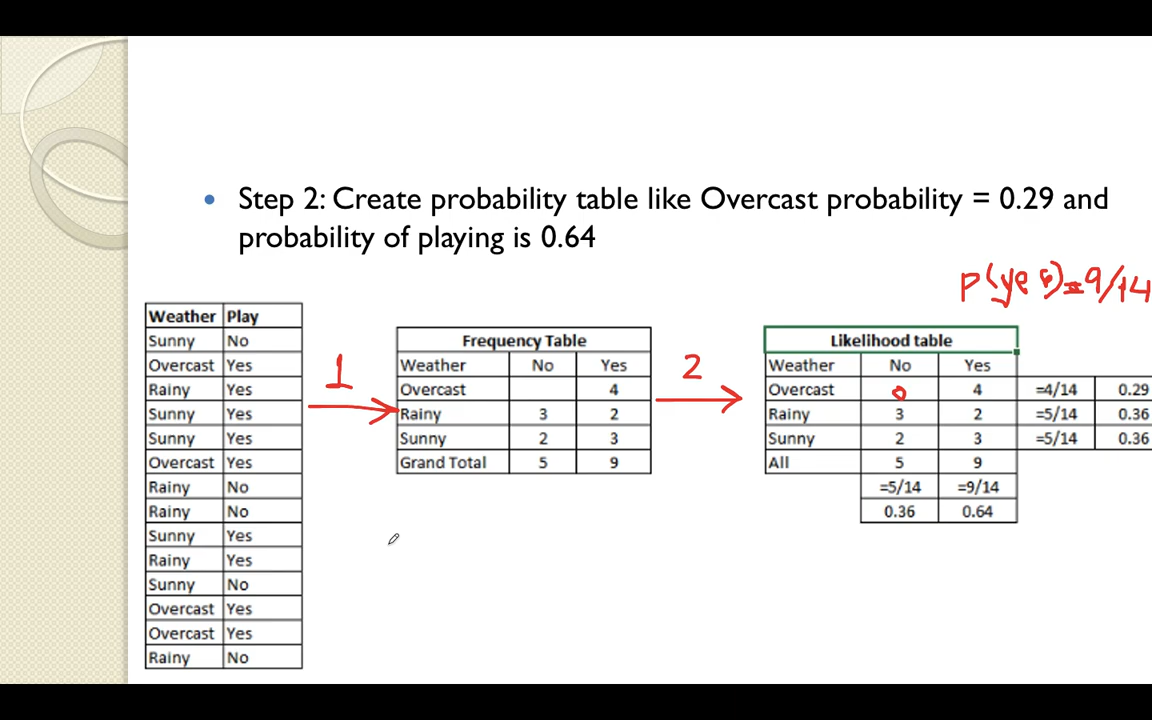 • Step 2: Create probability table like Overcast probability = 0.29 and
probability of playing is 0.64
P(yes)=9/14
Weather Play
Sunny No
Overcast Yes
Rainy Yes
Sunny Yes
Sunny Yes
Overcast Yes
Rainy No
Rainy No
Sunny Yes
Rainy Yes
Sunny No
Overcast Yes
Overcast Yes
Rainy No
1
Frequency Table
Weather No Yes
Overcast 4
Rainy 3 2
Sunny 2 3
Grand Total 5 9
2
Likelihood table
Weather No Yes
Overcast 0 4 =4/14 0.29
Rainy 3 2 =5/14 0.36
Sunny 2 3 =5/14 0.36
All 5 9
=5/14 =9/14
0.36 0.64